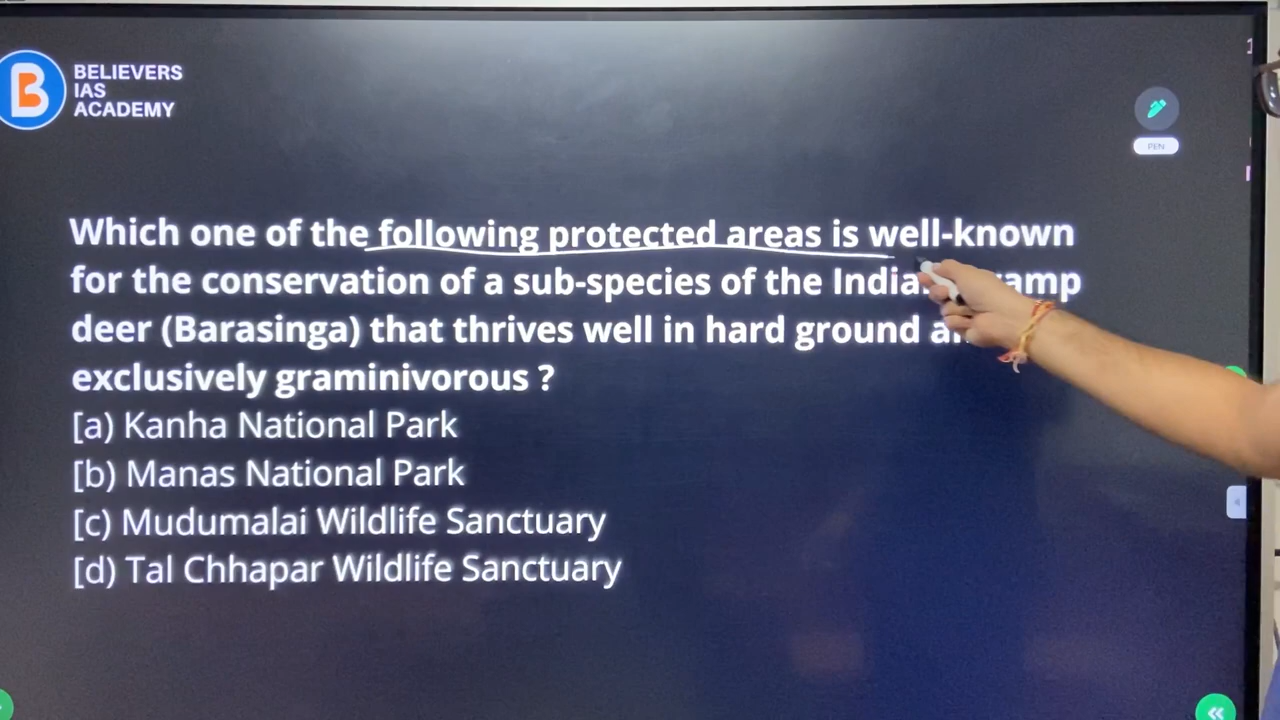 BELIEVERS
IAS
ACADEMY
PEN
Which one of the following protected areas is well-known
for the conservation of a sub-species of the
deer (Barasinga) that thrives well in hard ground
exclusively graminivorous ?
[a) Kanha National Park
[b) Manas National Park
[c) Mudumalai Wildlife Sanctuary
[d) Tal Chhapar Wildlife Sanctuary